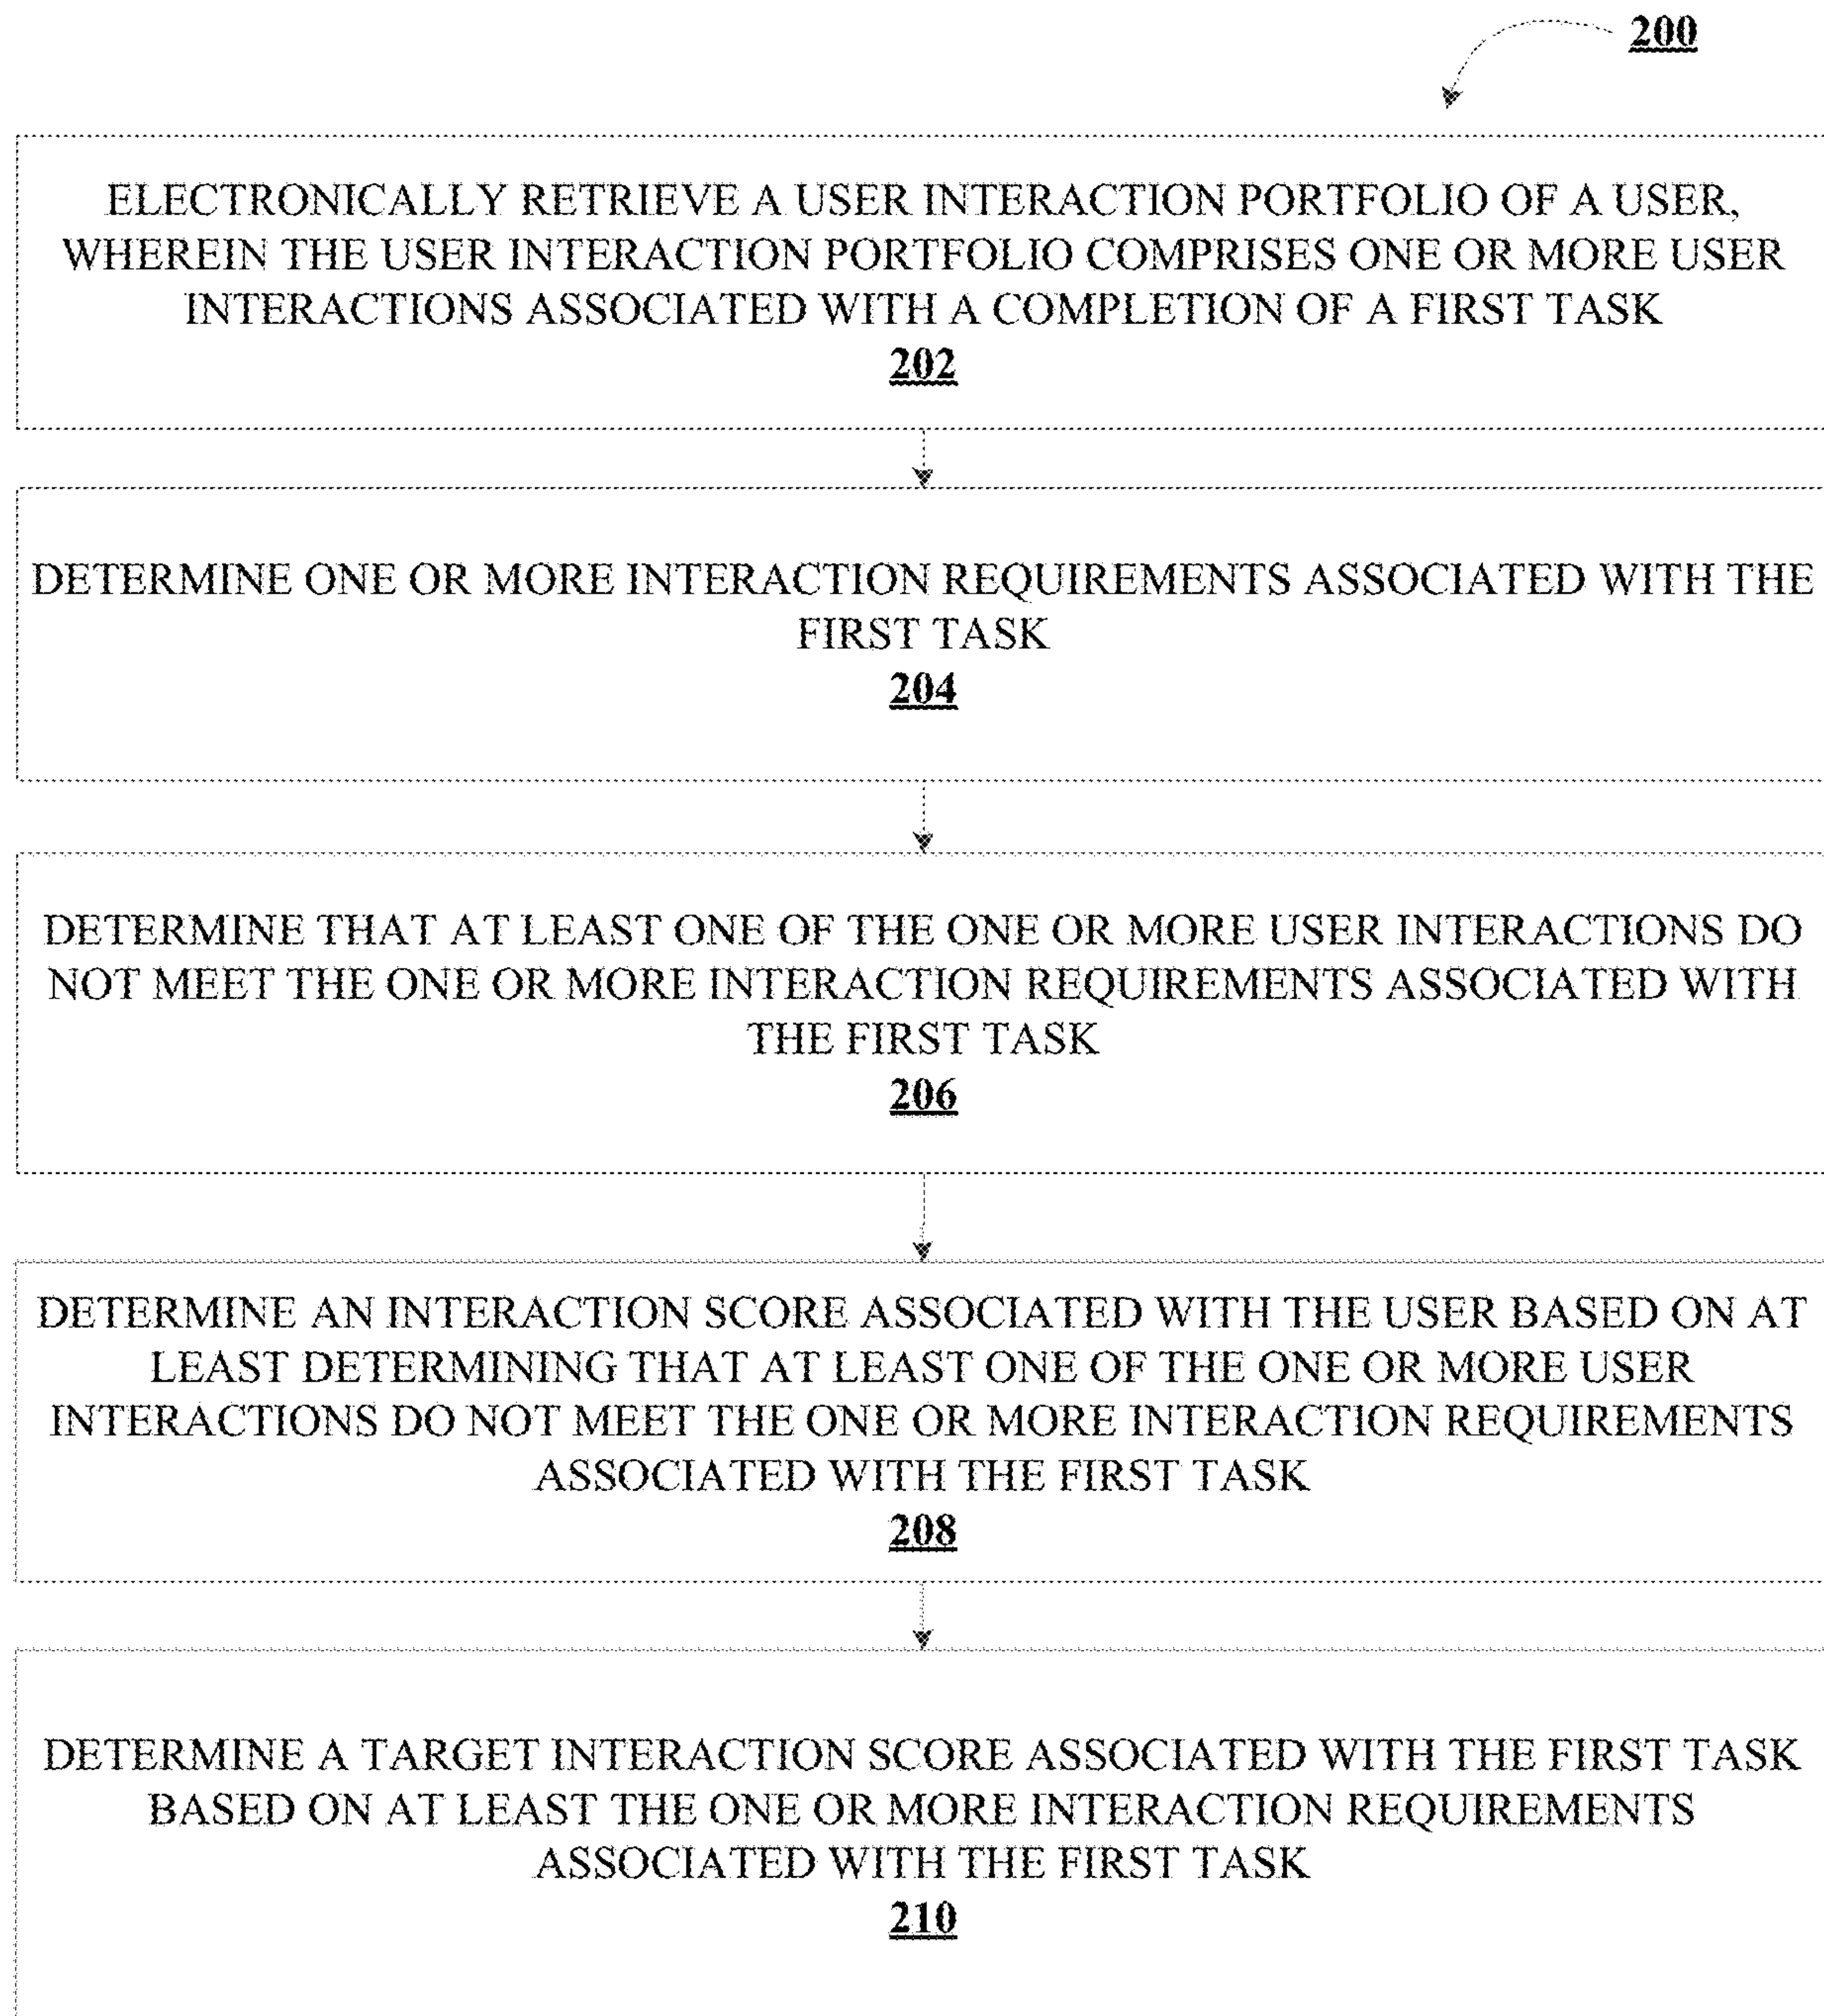 200
ELECTRONICALLY RETRIEVE A USER INTERACTION PORTFOLIO OF A USER,
WHEREIN THE USER INTERACTION PORTFOLIO COMPRISES ONE OR MORE USER
INTERACTIONS ASSOCIATED WITH A COMPLETION OF A FIRST TASK
202
DETERMINE ONE OR MORE INTERACTION REQUIREMENTS ASSOCIATED WITH THE
FIRST TASK
204
DETERMINE THAT AT LEAST ONE OF THE ONE OR MORE USER INTERACTIONS DO
NOT MEET THE ONE OR MORE INTERACTION REQUIREMENTS ASSOCIATED WITH
THE FIRST TASK
206
DETERMINE AN INTERACTION SCORE ASSOCIATED WITH THE USER BASED ON AT
LEAST DETERMINING THAT AT LEAST ONE OF THE ONE OR MORE USER
INTERACTIONS DO NOT MEET THE ONE OR MORE INTERACTION REQUIREMENTS
ASSOCIATED WITH THE FIRST TASK
208
DETERMINE A TARGET INTERACTION SCORE ASSOCIATED WITH THE FIRST TASK
BASED ON AT LEAST THE ONE OR MORE INTERACTION REQUIREMENTS
ASSOCIATED WITH THE FIRST TASK
210